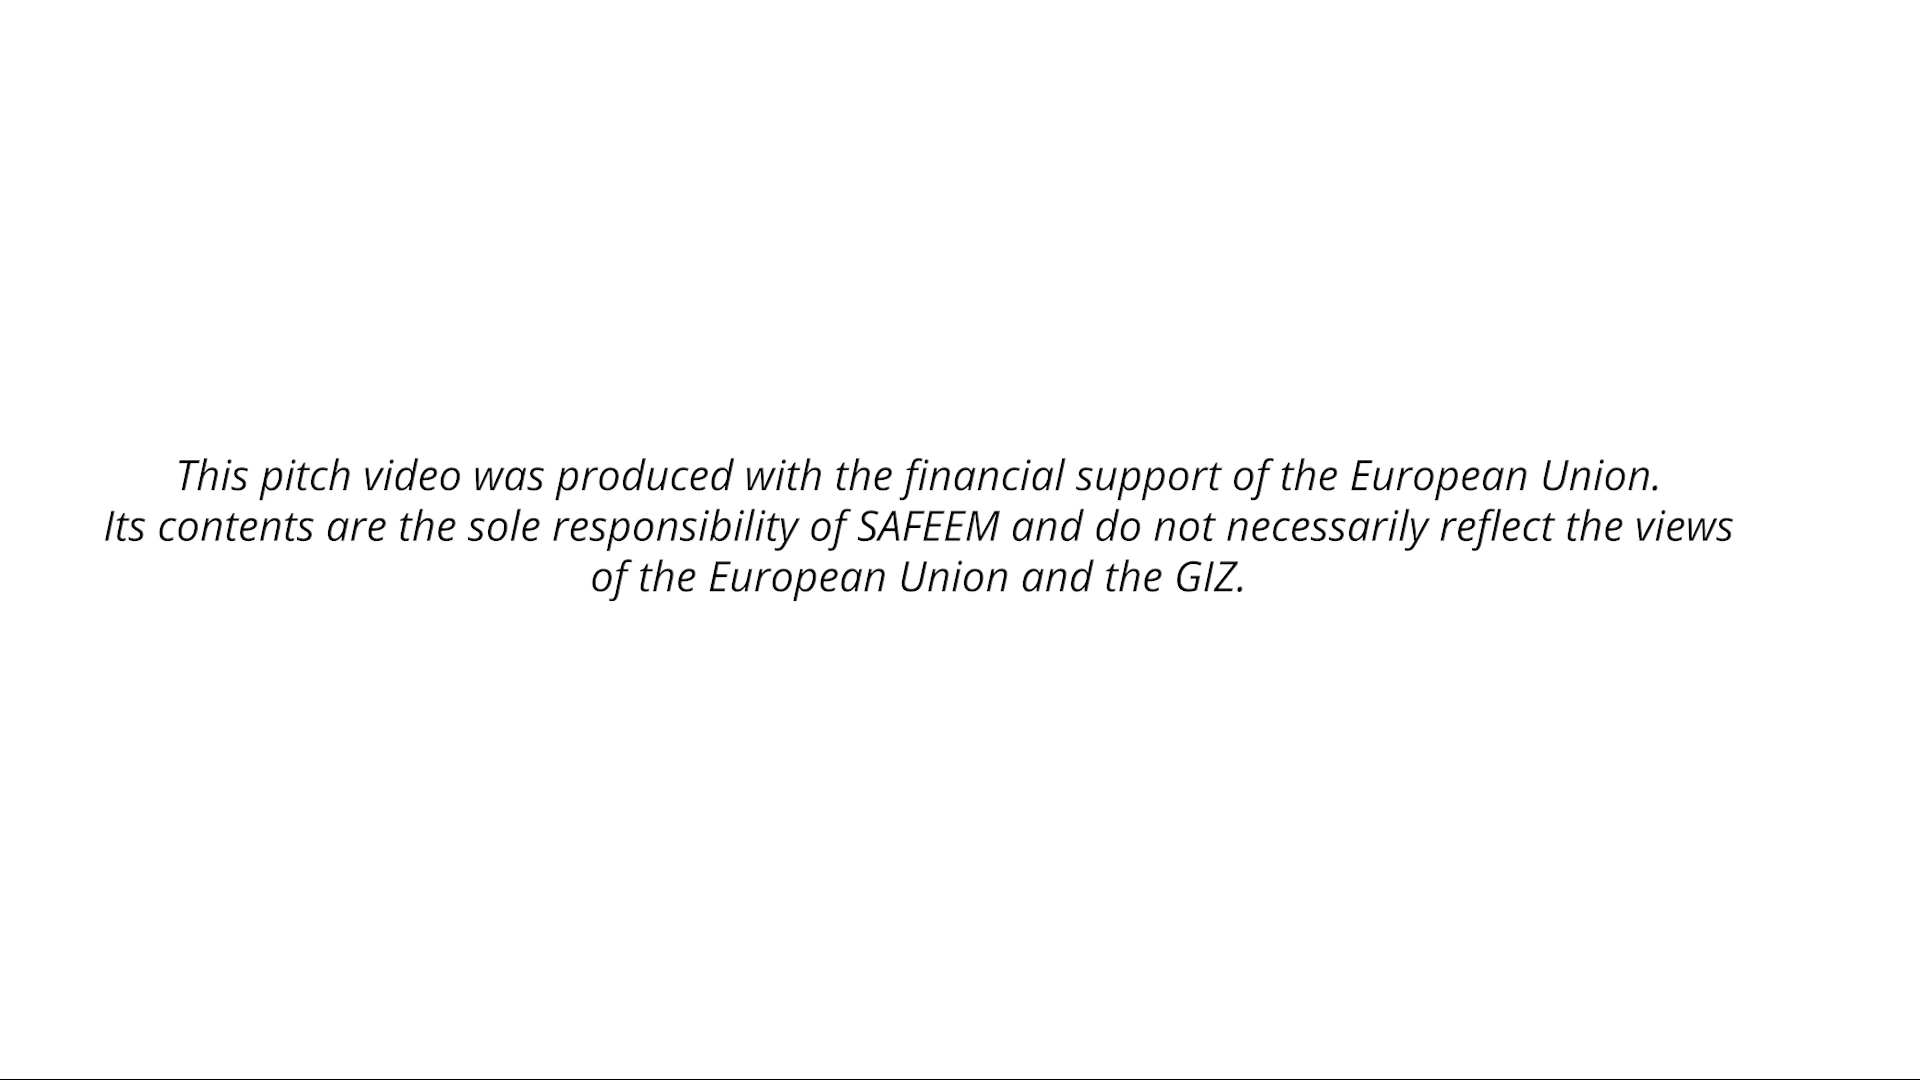 This pitch video was produced with the financial support of the European Union.
Its contents are the sole responsibility of SAFEEM and do not necessarily reflect the views
of the European Union and the GIZ.